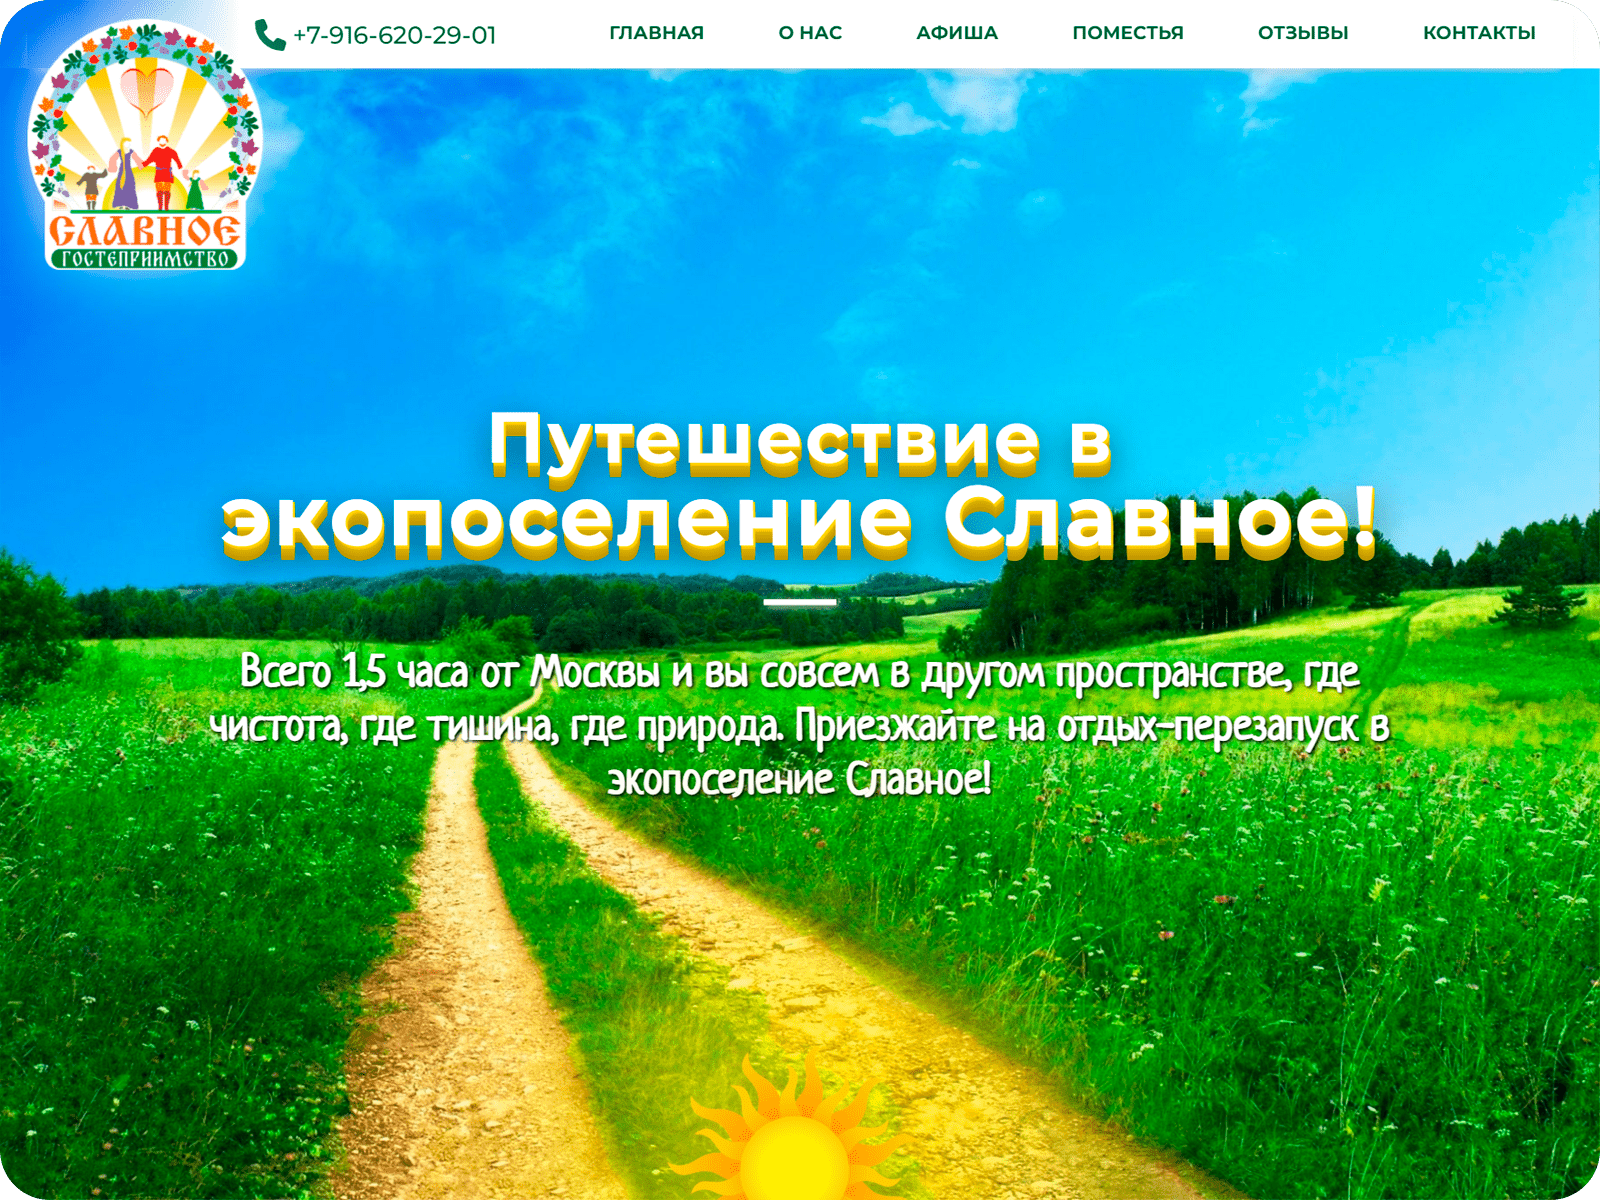 +7-916-620-29-01
ГЛАВНАЯ
О НАС
АФИША
ПОМЕСТЬЯ
ОТЗЫВЫ
КОНТАКТЫ
СЛАВНОЕ
ГОСТЕПРИИМСТВО
Путешествие в
экопоселение Славное!
Всего 1,5 часа от Москвы и вы совсем в другом пространстве, где
чистота, где тишина, где природа. Приезжайте на отдых-перезапуск в
экопоселение Славное!